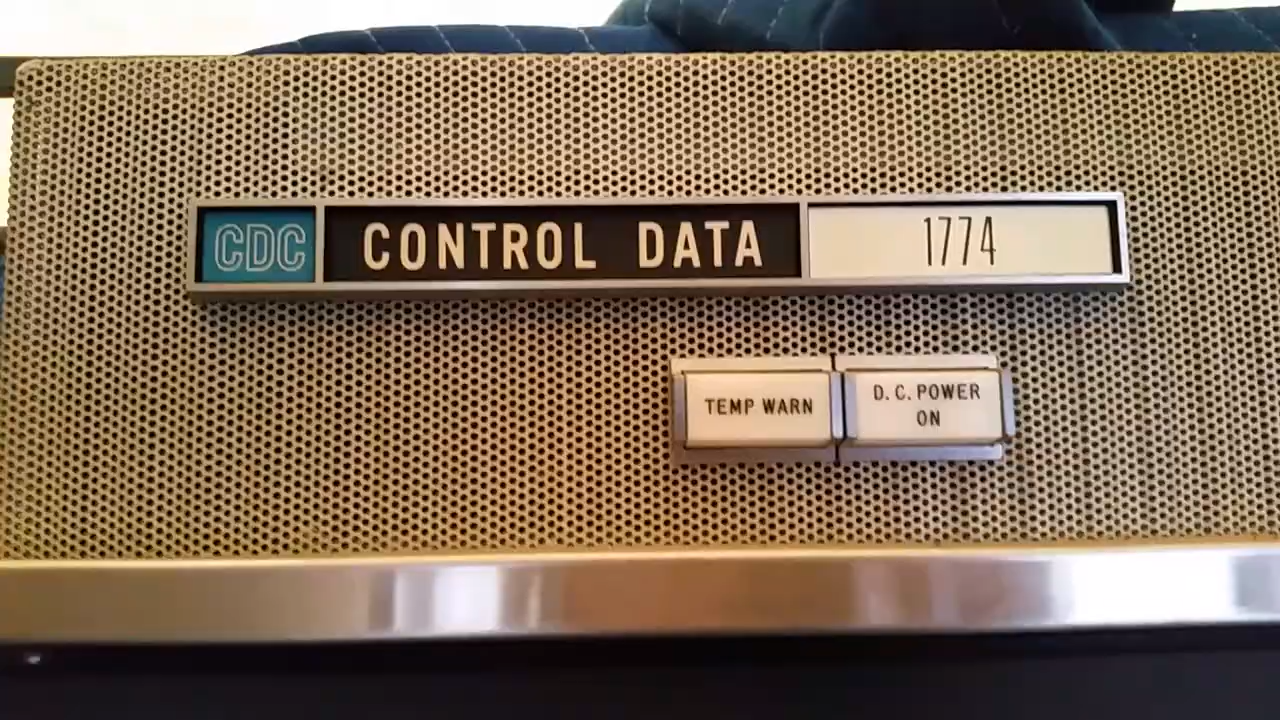 CDC CONTROL DATA 1774
TEMP WARN
D. C. POWER
ON